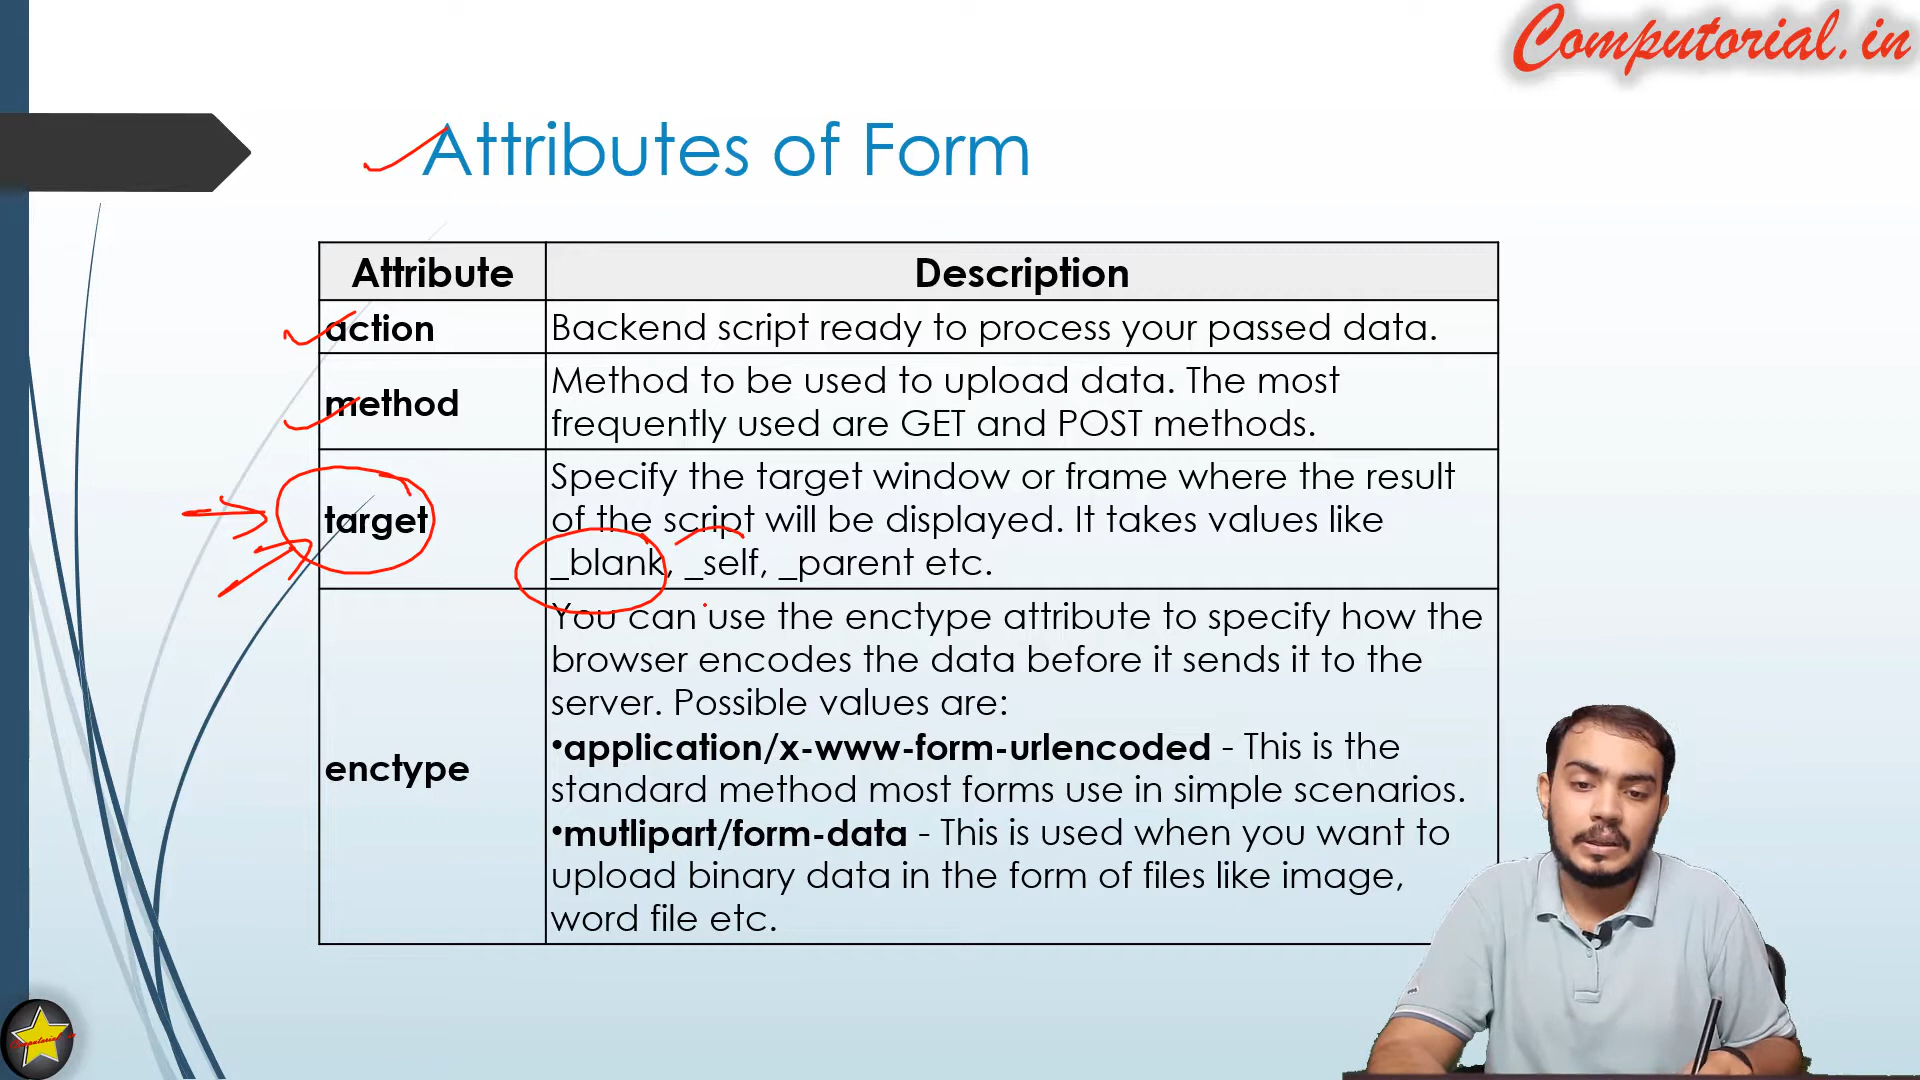 Computorial.in
Attributes of Form
Attribute
Description
action
Backend script ready to process your passed data.
method
Method to be used to upload data. The most
frequently used are GET and POST methods.
target
Specify the target window or frame where the result
of the script will be displayed. It takes values like
_blank, _self, _parent etc.
enctype
You can use the enctype attribute to specify how the
browser encodes the data before it sends it to the
server. Possible values are:
•application/x-www-form-urlencoded - This is the
standard method most forms use in simple scenarios.
•mutlipart/form-data - This is used when you want to
upload binary data in the form of files like image,
word file etc.